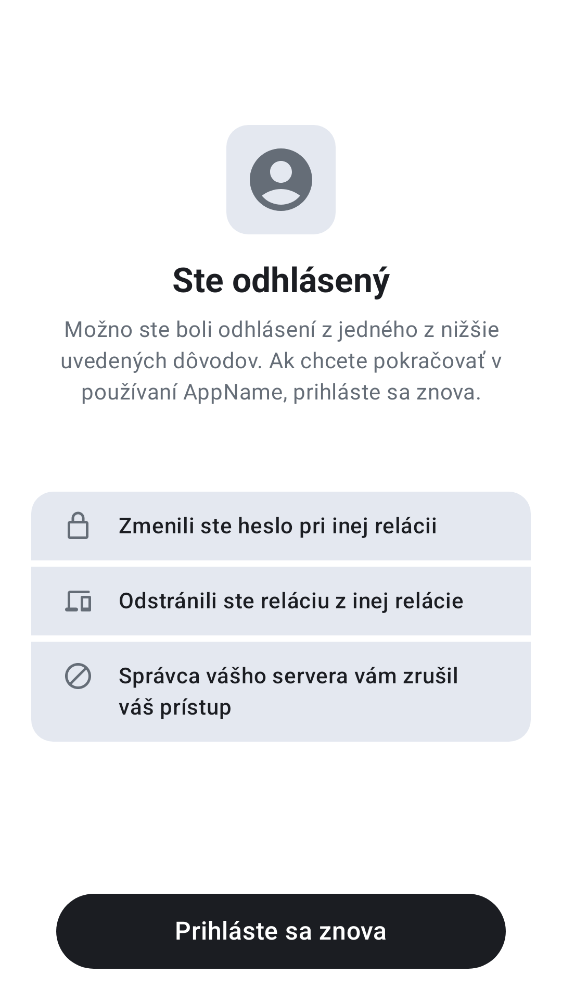 Ste odhlásený
Možno ste boli odhlásení z jedného z nižšie
uvedených dôvodov. Ak chcete pokračovať v
používaní AppName, prihláste sa znova.
Zmenili ste heslo pri inej relácii
Odstránili ste reláciu z inej relácie
Správca vášho servera vám zrušil
váš prístup
Prihláste sa znova